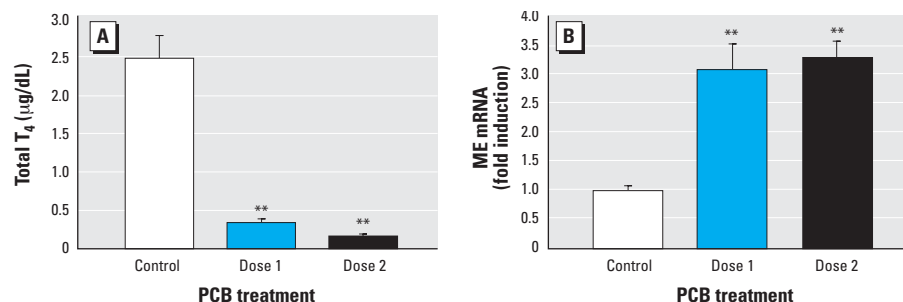 A
Total T4 (µg/dL)
3.0
2.5
2.0
1.5
1.0
0.5
0
**
**
Control Dose 1 Dose 2
PCB treatment
B
ME mRNA
(fold induction)
4.0
3.5
3.0
2.5
2.0
1.5
1.0
0.5
0
**
**
Control Dose 1 Dose 2
PCB treatment